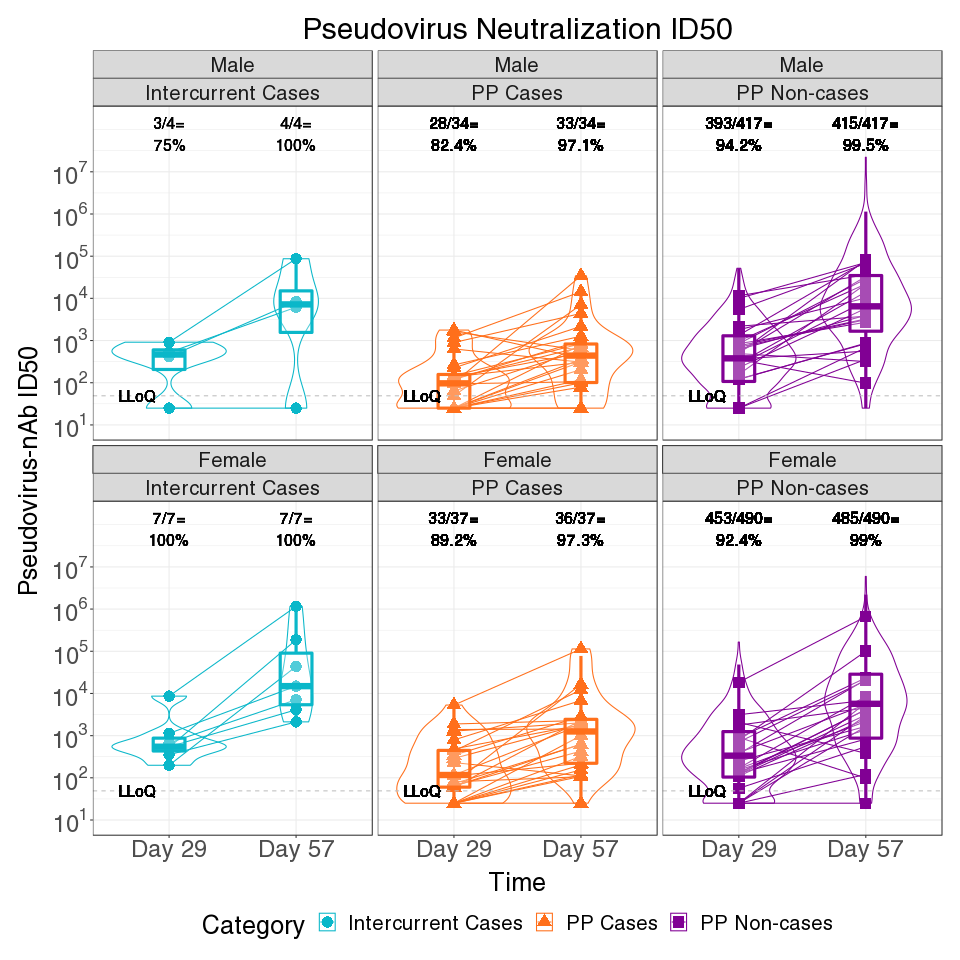 Pseudovirus Neutralization ID50
Male Male Male
Intercurrent Cases PP Cases PP Non-cases
3/4= 4/4= 28/34= 33/34= 393/417= 415/417=
75% 100% 82.4% 97.1% 94.2% 99.5%
10^7
10^6
10^5
10^4
10^3
10^2
LLoQ LLoQ LLoQ
10^1
Pseudovirus-nAb ID50
Female Female Female
Intercurrent Cases PP Cases PP Non-cases
7/7= 7/7= 33/37= 36/37= 453/490= 485/490=
100% 100% 89.2% 97.3% 92.4% 99%
10^7
10^6
10^5
10^4
10^3
10^2
LLoQ LLoQ LLoQ
10^1
Day 29 Day 57 Day 29 Day 57 Day 29 Day 57
Time
Category Intercurrent Cases PP Cases PP Non-cases